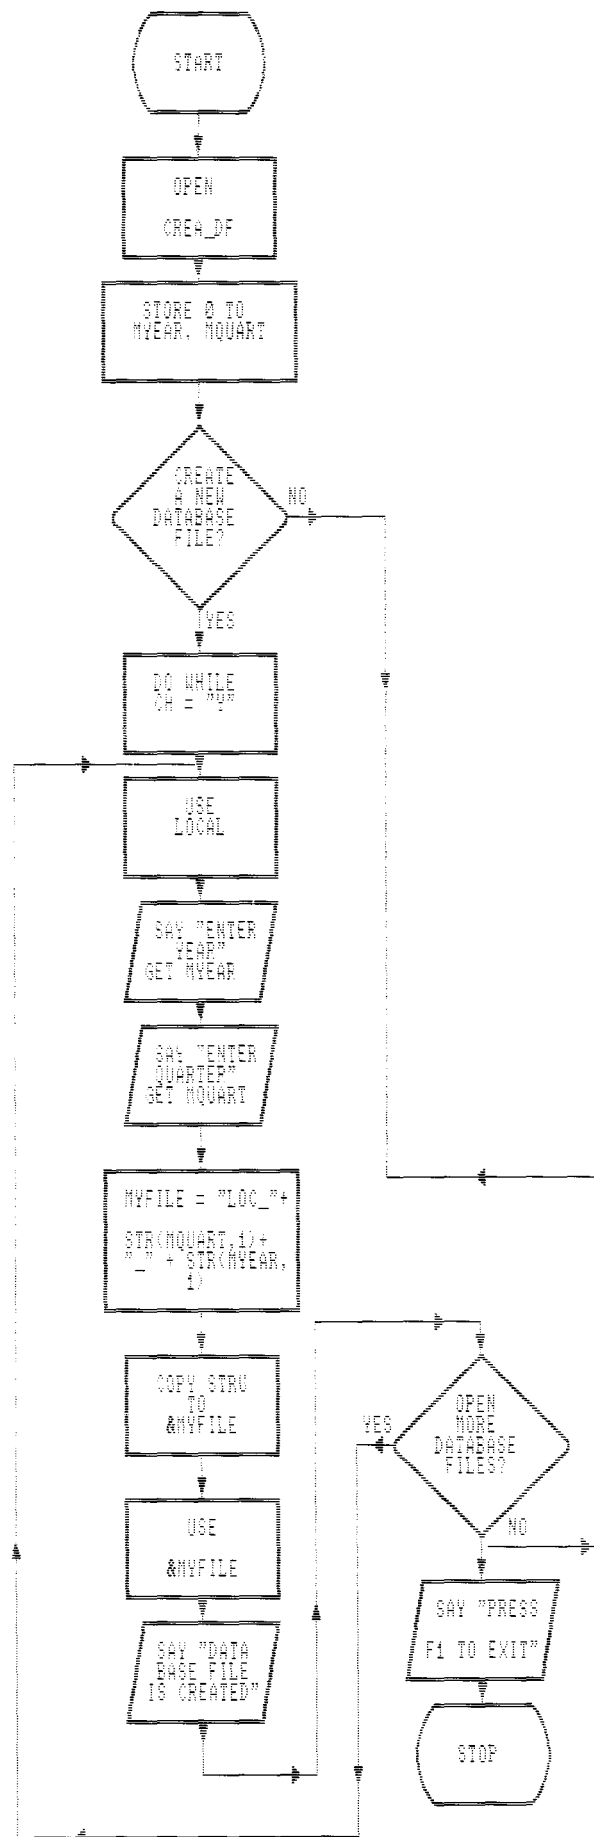 START
OPEN
CREA_DF
STORE 0 TO
MYEAR, MQUART
CREATE
A NEW
DATABASE
FILE?
NO
YES
DO WHILE
CH = "Y"
USE
LOCAL
SAY "ENTER
YEAR"
GET MYEAR
SAY "ENTER
QUARTER"
GET MQUART
MYFILE = "LOC_"+
STR(MQUART,1)+
"_" + STR(MYEAR,
1)
COPY STRU
TO
&MYFILE
USE
&MYFILE
SAY "DATA
BASE FILE
IS CREATED"
OPEN
MORE
DATABASE
FILES?
YES
NO
SAY "PRESS
F1 TO EXIT"
STOP